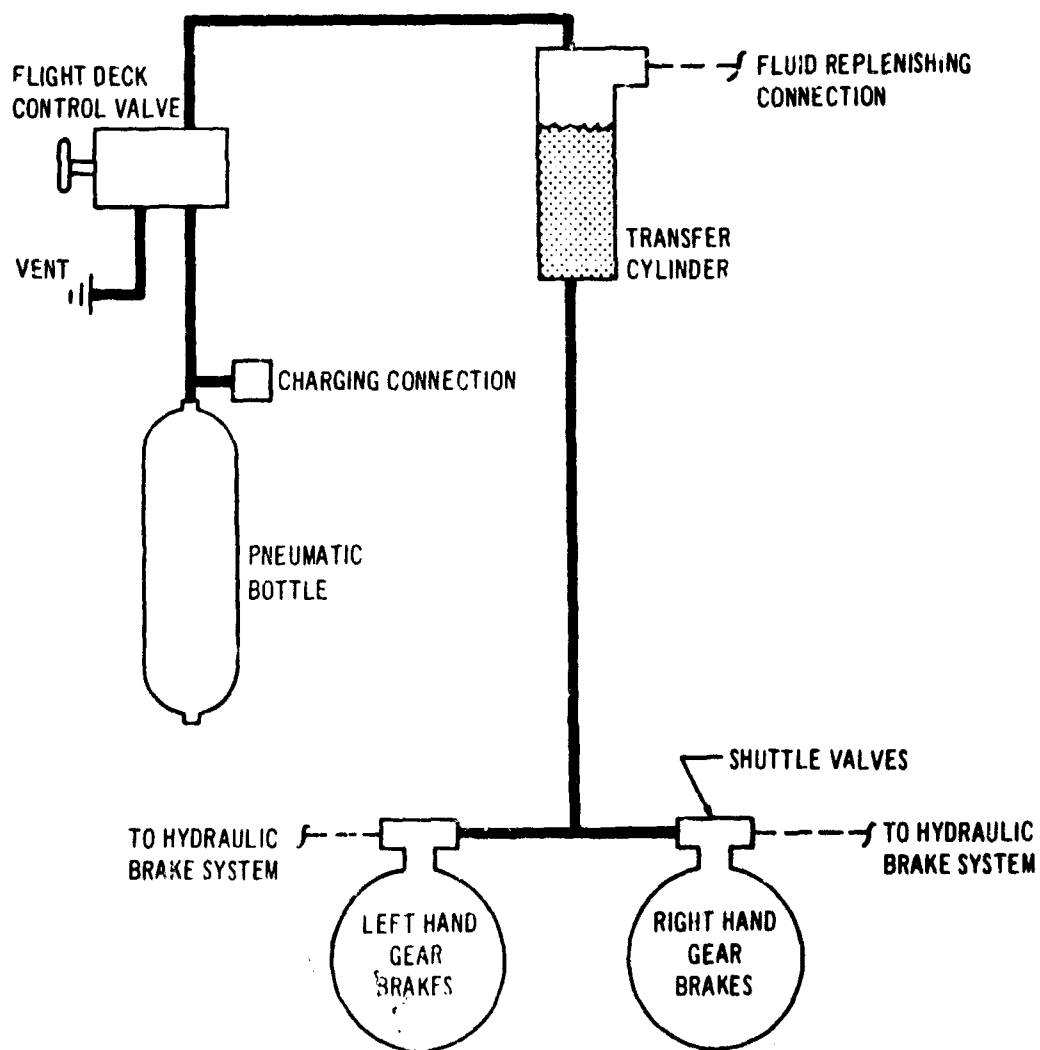 FLIGHT DECK
CONTROL VALVE
FLUID REPLENISHING
CONNECTION
VENT
TRANSFER
CYLINDER
CHARGING CONNECTION
PNEUMATIC
BOTTLE
SHUTTLE VALVES
TO HYDRAULIC
BRAKE SYSTEM
TO HYDRAULIC
BRAKE SYSTEM
LEFT HAND
GEAR
BRAKES
RIGHT HAND
GEAR
BRAKES